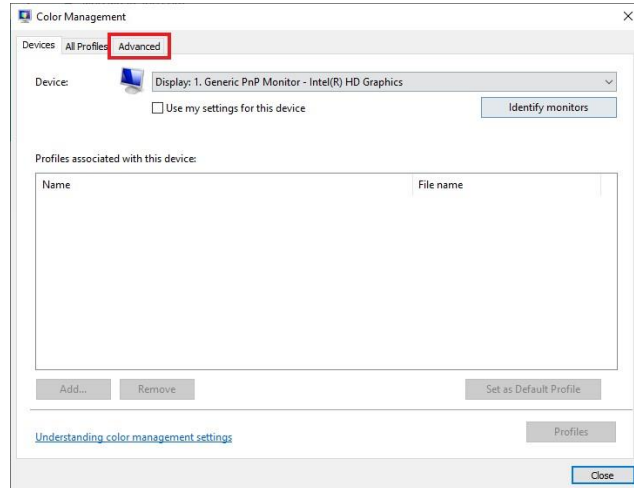 Color Management
Devices All Profiles Advanced
Device: Display: 1. Generic PnP Monitor - Intel(R) HD Graphics
Use my settings for this device Identify monitors
Profiles associated with this device:
Name File name
Add... Remove Set as Default Profile
Understanding color management settings Profiles
Close